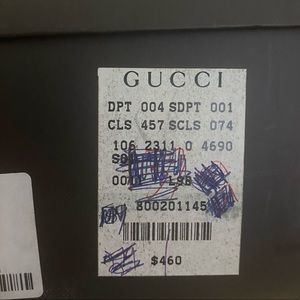 GUCCI
DPT 004 SDPT 001
CLS 457 SCLS 074
106 2311 0 4690
800201145
$460